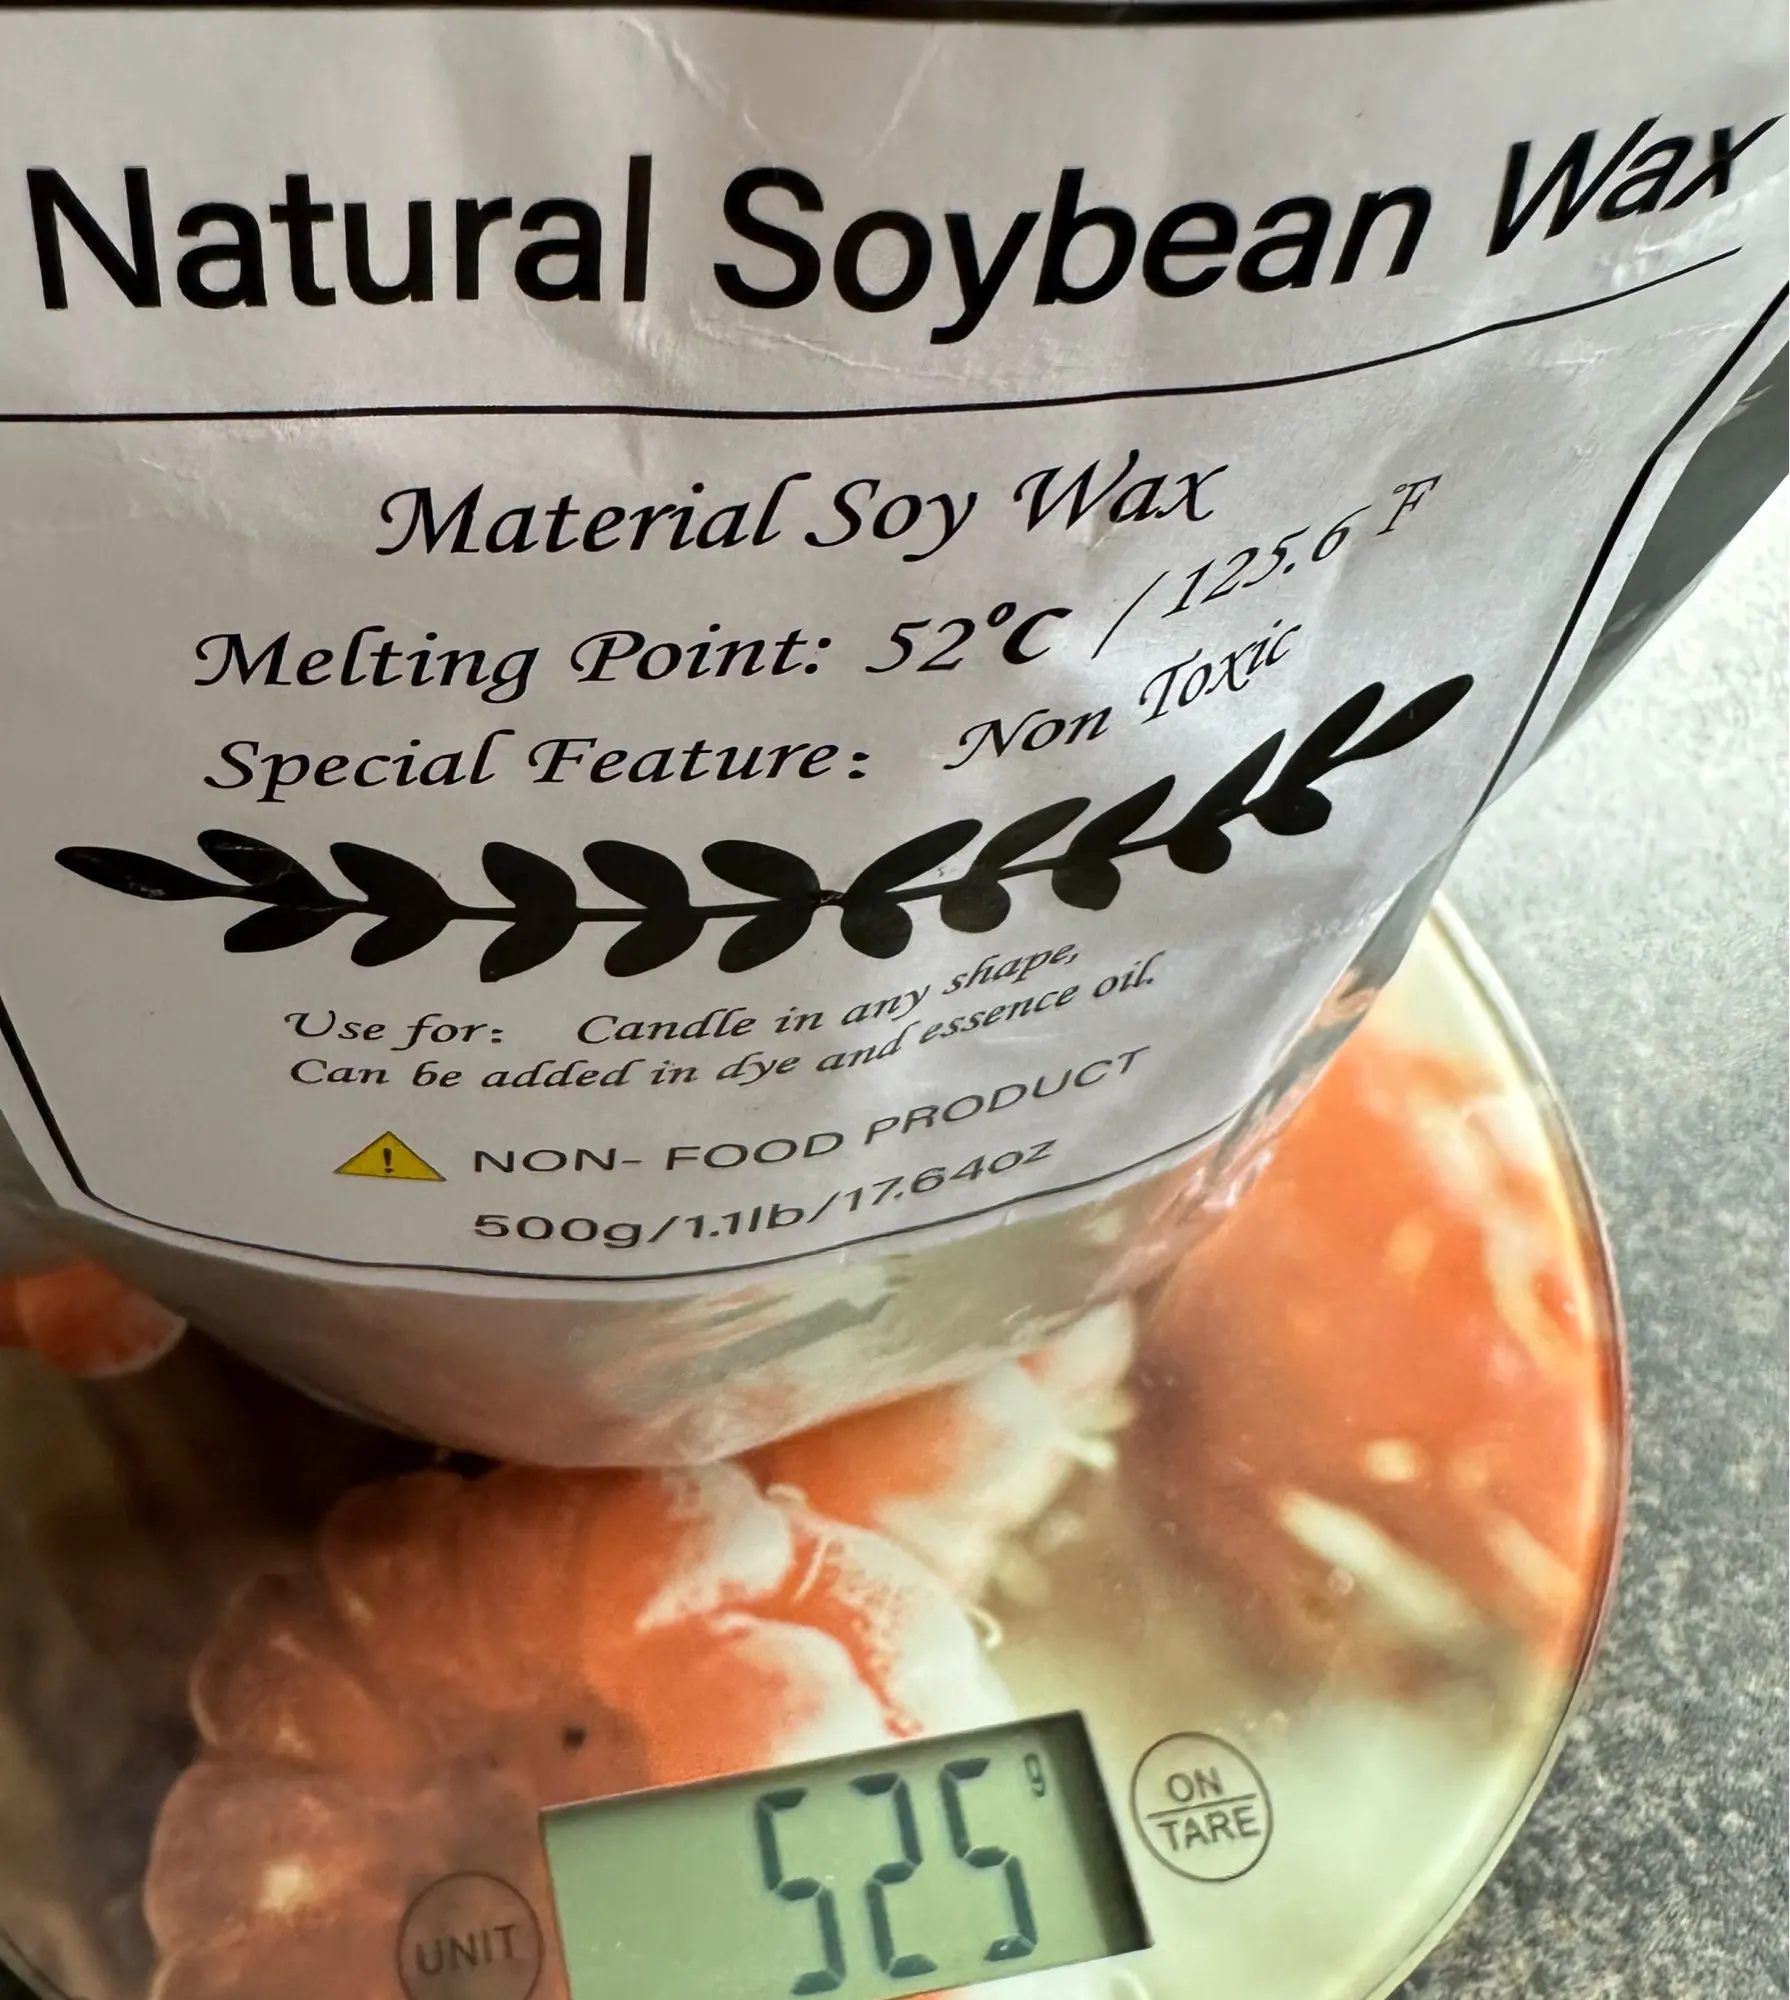 Natural Soybean Wax
Material Soy Wax
Melting Point: 52°C / 125.6 °F
Special Feature: Non Toxic
Use for: Candle in any shape,
Can be added in dye and essence oil.
! NON- FOOD PRODUCT
500g/1.1lb/17.64oz
525 g
ON
TARE
UNIT